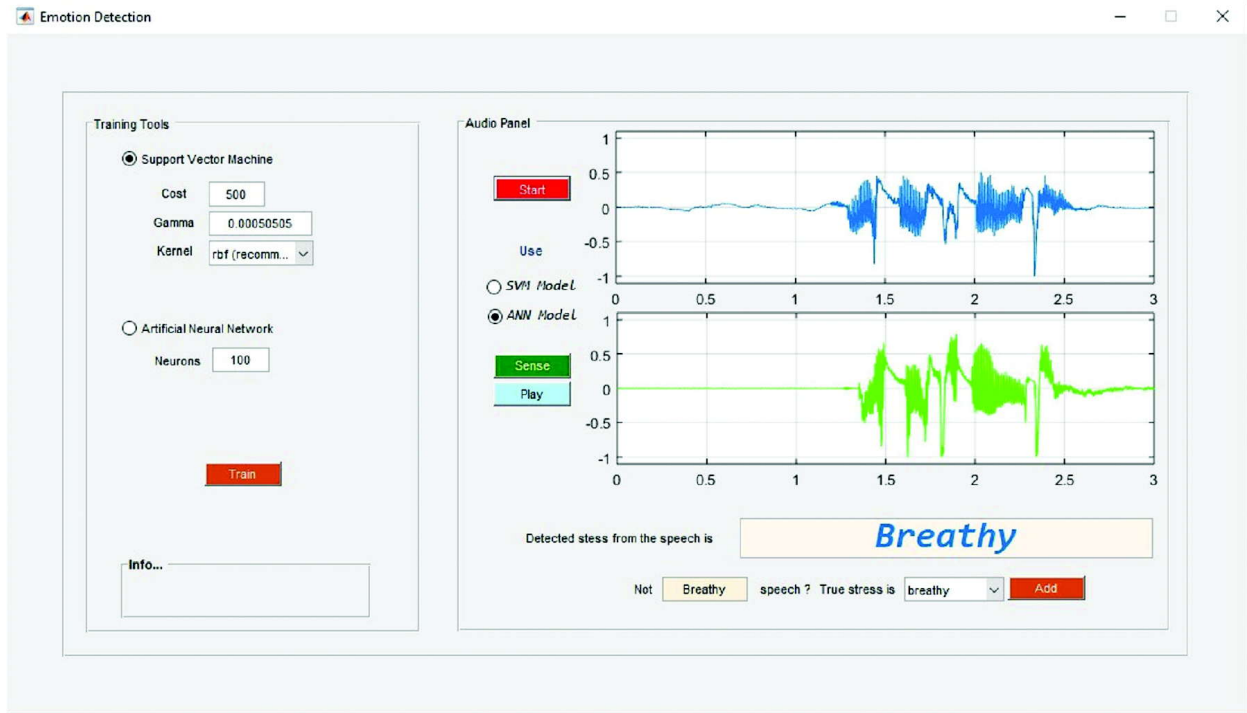 Emotion Detection
Training Tools
Support Vector Machine
Cost 500
Gamma 0.00050505
Kernel rbf (recomm...
Artificial Neural Network
Neurons 100
Train
Info...
Audio Panel
Start
Use
SVM Model
ANN Model
Sense
Play
1
0.5
0
-0.5
-1
0 0.5 1 1.5 2 2.5 3
1
0.5
0
-0.5
-1
0 0.5 1 1.5 2 2.5 3
Detected stess from the speech is Breathy
Not Breathy speech ? True stress is breathy Add